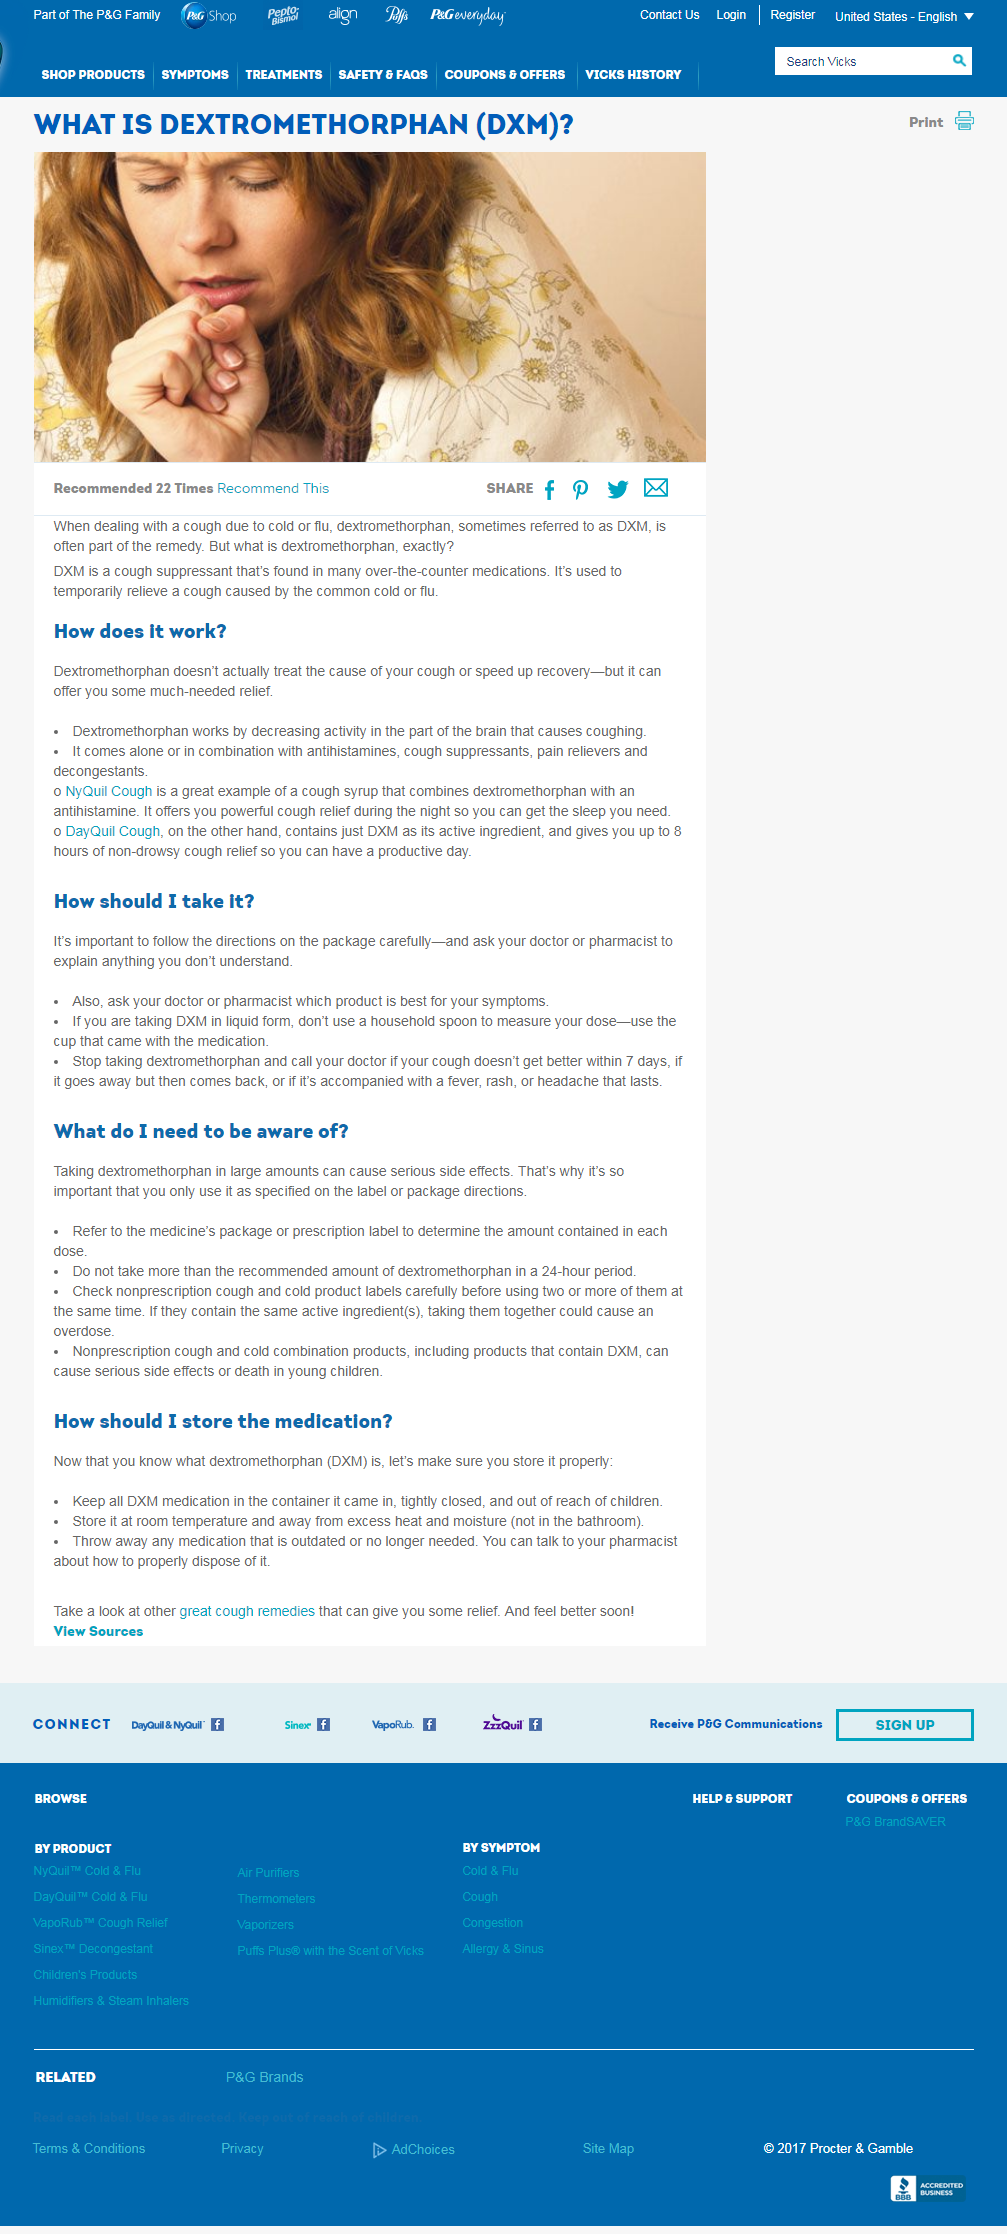 Part of The P&G Family P&G Shop Pepto Bismol align Puffs P&G everyday Contact Us Login Register United States - English
SHOP PRODUCTS SYMPTOMS TREATMENTS SAFETY & FAQS COUPONS & OFFERS VICKS HISTORY Search Vicks
WHAT IS DEXTROMETHORPHAN (DXM)? Print
Recommended 22 Times Recommend This SHARE
When dealing with a cough due to cold or flu, dextromethorphan, sometimes referred to as DXM, is
often part of the remedy. But what is dextromethorphan, exactly?
DXM is a cough suppressant that's found in many over-the-counter medications. It's used to
temporarily relieve a cough caused by the common cold or flu.
How does it work?
Dextromethorphan doesn't actually treat the cause of your cough or speed up recovery—but it can
offer you some much-needed relief.
• Dextromethorphan works by decreasing activity in the part of the brain that causes coughing.
• It comes alone or in combination with antihistamines, cough suppressants, pain relievers and
decongestants.
o NyQuil Cough is a great example of a cough syrup that combines dextromethorphan with an
antihistamine. It offers you powerful cough relief during the night so you can get the sleep you need.
o DayQuil Cough, on the other hand, contains just DXM as its active ingredient, and gives you up to 8
hours of non-drowsy cough relief so you can have a productive day.
How should I take it?
It's important to follow the directions on the package carefully—and ask your doctor or pharmacist to
explain anything you don't understand.
• Also, ask your doctor or pharmacist which product is best for your symptoms.
• If you are taking DXM in liquid form, don't use a household spoon to measure your dose—use the
cup that came with the medication.
• Stop taking dextromethorphan and call your doctor if your cough doesn't get better within 7 days, if
it goes away but then comes back, or if it's accompanied with a fever, rash, or headache that lasts.
What do I need to be aware of?
Taking dextromethorphan in large amounts can cause serious side effects. That's why it's so
important that you only use it as specified on the label or package directions.
• Refer to the medicine's package or prescription label to determine the amount contained in each
dose.
• Do not take more than the recommended amount of dextromethorphan in a 24-hour period.
• Check nonprescription cough and cold product labels carefully before using two or more of them at
the same time. If they contain the same active ingredient(s), taking them together could cause an
overdose.
• Nonprescription cough and cold combination products, including products that contain DXM, can
cause serious side effects or death in young children.
How should I store the medication?
Now that you know what dextromethorphan (DXM) is, let's make sure you store it properly:
• Keep all DXM medication in the container it came in, tightly closed, and out of reach of children.
• Store it at room temperature and away from excess heat and moisture (not in the bathroom).
• Throw away any medication that is outdated or no longer needed. You can talk to your pharmacist
about how to properly dispose of it.
Take a look at other great cough remedies that can give you some relief. And feel better soon!
View Sources
CONNECT DayQuil & NyQuil Sinex VapoRub. ZzzQuil Receive P&G Communications SIGN UP
BROWSE HELP & SUPPORT COUPONS & OFFERS
P&G BrandSAVER
BY PRODUCT BY SYMPTOM
NyQuil™ Cold & Flu Air Purifiers Cold & Flu
DayQuil™ Cold & Flu Thermometers Cough
VapoRub™ Cough Relief Vaporizers Congestion
Sinex™ Decongestant Puffs Plus® with the Scent of Vicks Allergy & Sinus
Children's Products
Humidifiers & Steam Inhalers
RELATED P&G Brands
Terms & Conditions Privacy AdChoices Site Map © 2017 Procter & Gamble
BBB ACCREDITED
BUSINESS